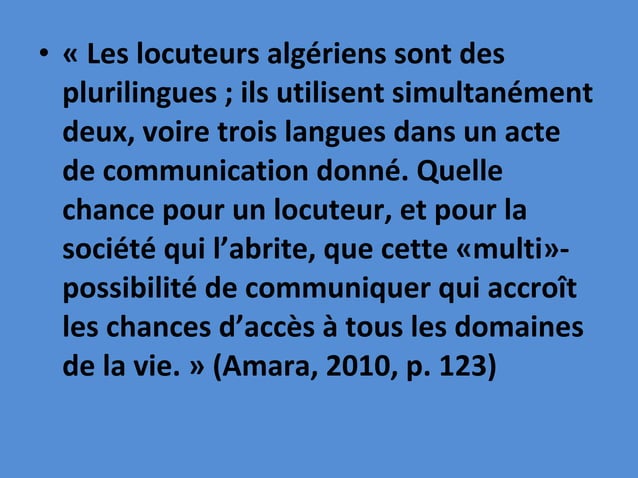 • « Les locuteurs algériens sont des
plurilingues ; ils utilisent simultanément
deux, voire trois langues dans un acte
de communication donné. Quelle
chance pour un locuteur, et pour la
société qui l’abrite, que cette «multi»-
possibilité de communiquer qui accroît
les chances d’accès à tous les domaines
de la vie. » (Amara, 2010, p. 123)